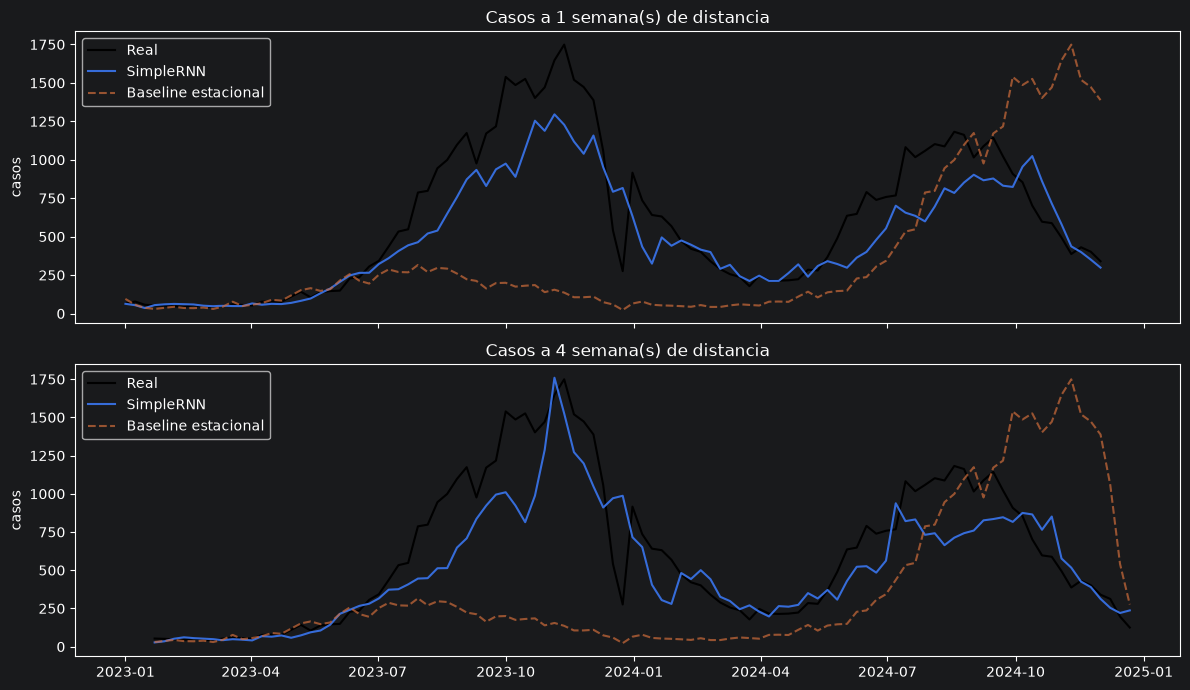 Casos a 1 semana(s) de distancia
Real
SimpleRNN
Baseline estacional
1750
1500
1250
1000
750
500
250
0
casos
Casos a 4 semana(s) de distancia
Real
SimpleRNN
Baseline estacional
1750
1500
1250
1000
750
500
250
0
casos
2023-01 2023-04 2023-07 2023-10 2024-01 2024-04 2024-07 2024-10 2025-01